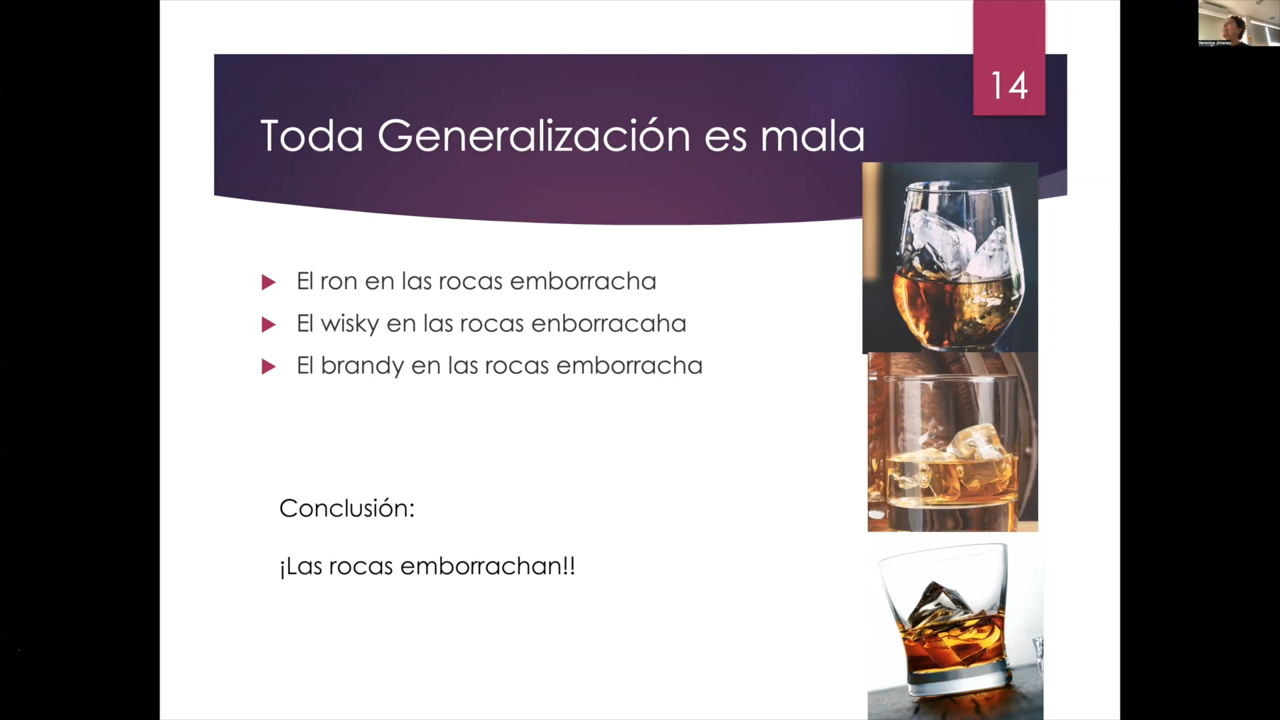 14
Toda Generalización es mala
El ron en las rocas emborracha
El wisky en las rocas enborracaha
El brandy en las rocas emborracha
Conclusión:
¡Las rocas emborrachan!!